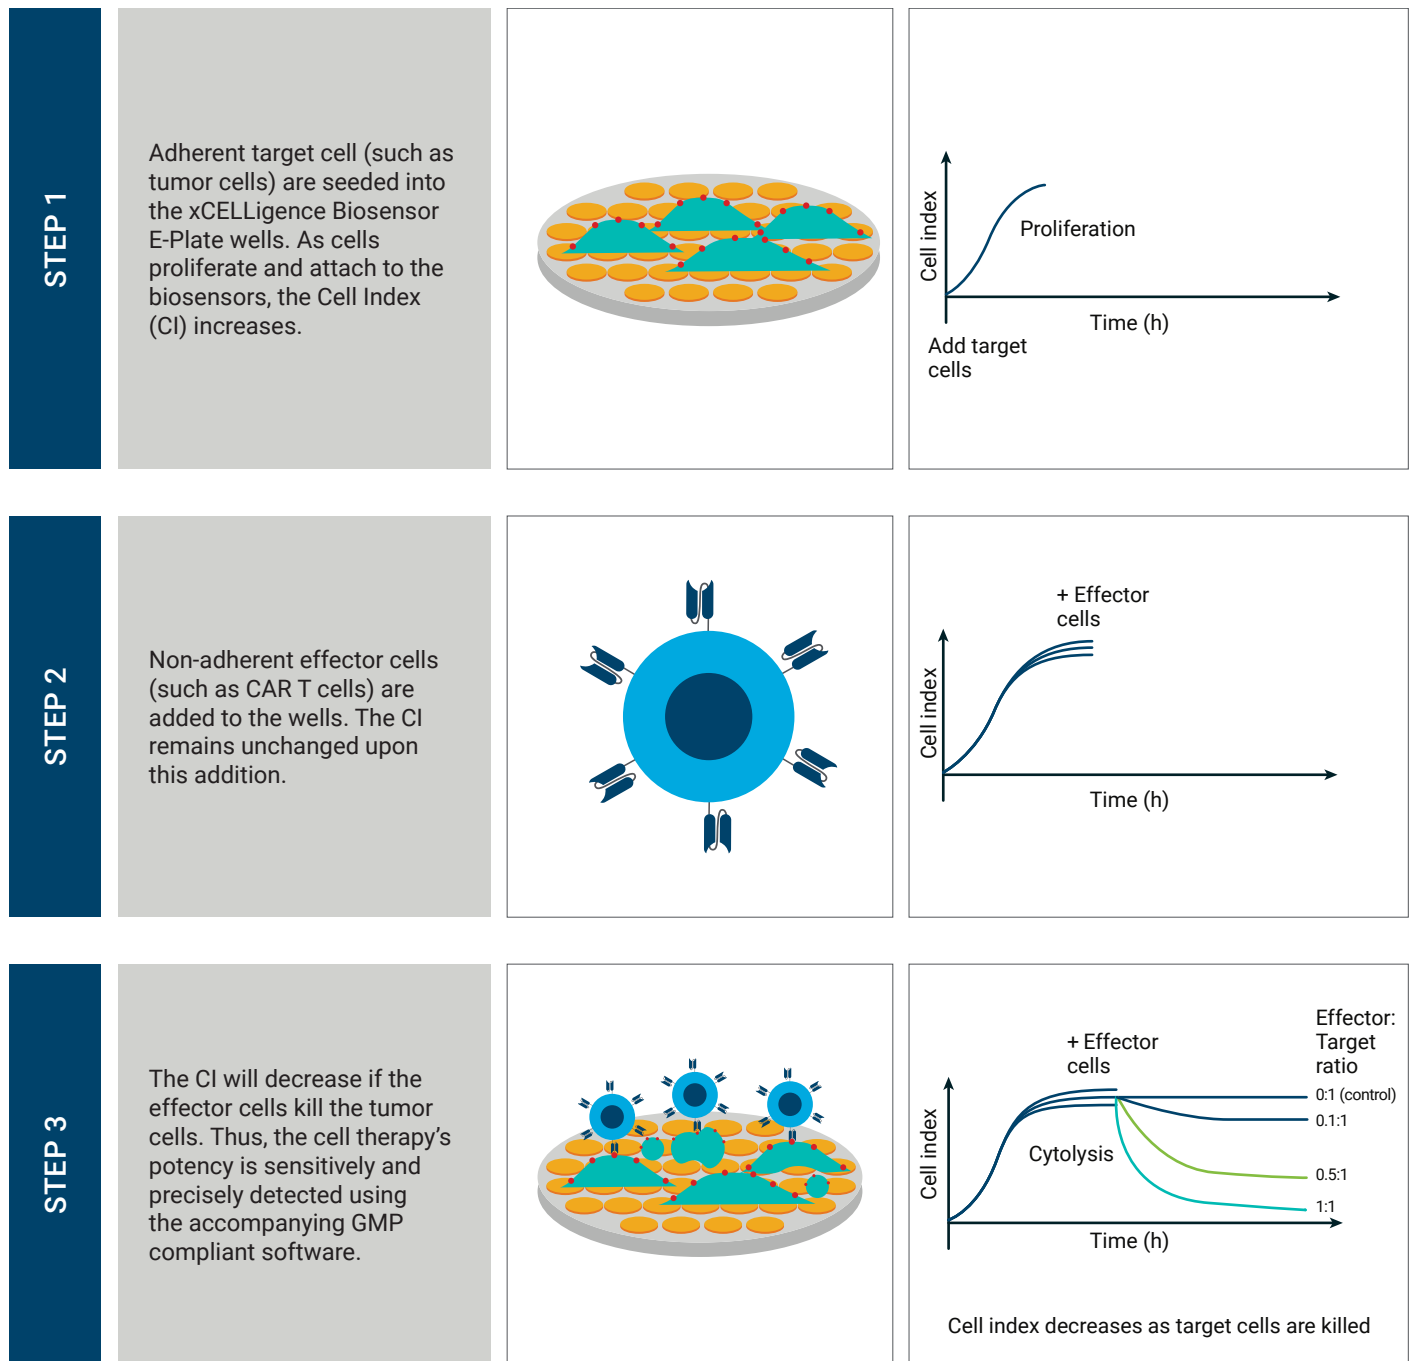 STEP 1
Adherent target cell (such as
tumor cells) are seeded into
the xCELLigence Biosensor
E-Plate wells. As cells
proliferate and attach to the
biosensors, the Cell Index
(CI) increases.
Cell index
Proliferation
Time (h)
Add target
cells
STEP 2
Non-adherent effector cells
(such as CAR T cells) are
added to the wells. The CI
remains unchanged upon
this addition.
+ Effector
cells
Cell index
Time (h)
STEP 3
The CI will decrease if the
effector cells kill the tumor
cells. Thus, the cell therapy’s
potency is sensitively and
precisely detected using
the accompanying GMP
compliant software.
+ Effector
cells
Effector:
Target
ratio
0:1 (control)
0.1:1
0.5:1
1:1
Cell index
Cytolysis
Time (h)
Cell index decreases as target cells are killed